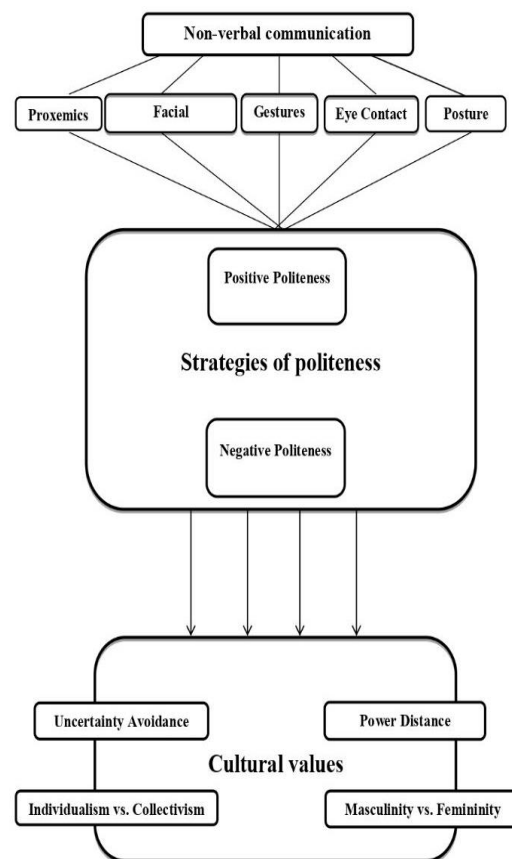 Non-verbal communication
Proxemics
Facial
Gestures
Eye Contact
Posture
Positive Politeness
Strategies of politeness
Negative Politeness
Uncertainty Avoidance
Power Distance
Cultural values
Individualism vs. Collectivism
Masculinity vs. Femininity